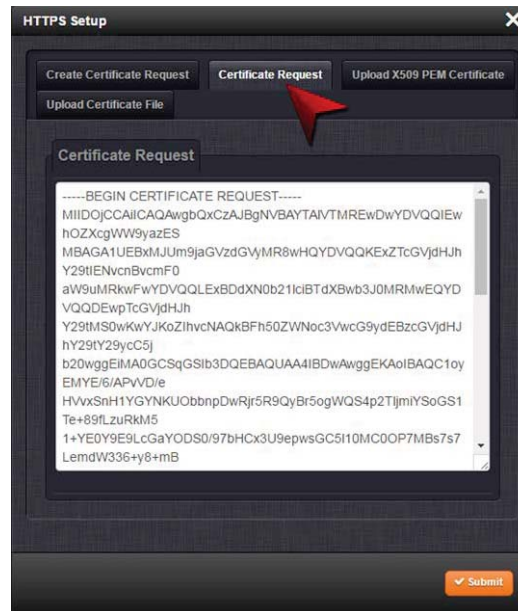 HTTPS Setup
Create Certificate Request
Certificate Request
Upload X509 PEM Certificate
Upload Certificate File
Certificate Request
-----BEGIN CERTIFICATE REQUEST-----
MIIDOjCCAiICAQAwgbQxCzAJBgNVBAYTAlVTMREwDwYDVQQIEw
hOZXcgWW9yazES
MBAGA1UEBxMJUm9jaGVzdGVyMR8wHQYDVQQKExZTcGVjdHJh
Y29tIENvcnBvcmF0
aW9uMRkwFwYDVQQLExBDdXN0b21lciBTdXBwb3J0MRMwEQYD
VQQDEwpTcGVjdHJh
Y29tMS0wKwYJKoZIhvcNAQkBFh50ZWNoc3VwcG9ydEBzcGVjdHJ
hY29tY29ycC5j
b20wggEiMA0GCSqGSIb3DQEBAQUAA4IBDwAwggEKAoIBAQC1oy
EMYE/6/APvVD/e
HVvxSnH1YGYNKUObbnpDwRjr5R9QyBr5ogWQS4p2TljmiYSoGS1
Te+89fLzuRkM5
1+YE0Y9E9LcGaYODS0/97bHCx3U9epwsGC5I10MC0OP7MBs7s7
LemdW336+y8+mB
Submit